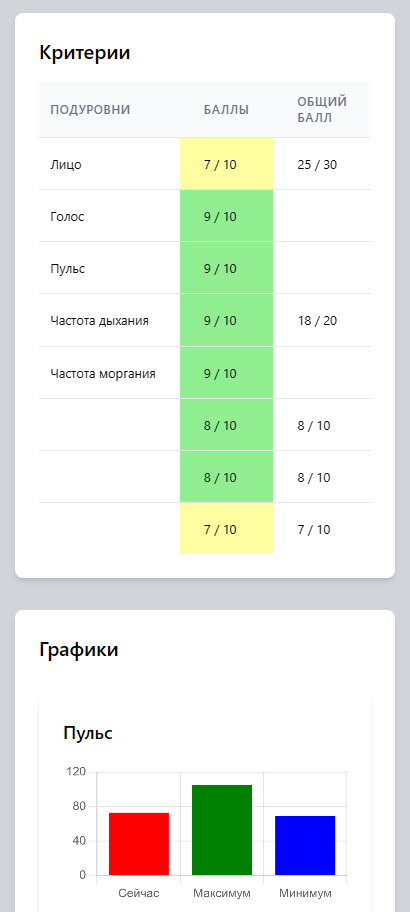 Критерии
ПОДУРОВНИ БАЛЛЫ ОБЩИЙ БАЛЛ
Лицо 7 / 10 25 / 30
Голос 9 / 10
Пульс 9 / 10
Частота дыхания 9 / 10 18 / 20
Частота моргания 9 / 10
8 / 10 8 / 10
8 / 10 8 / 10
7 / 10 7 / 10
Графики
Пульс
120
80
40
0
Сейчас Максимум Минимум